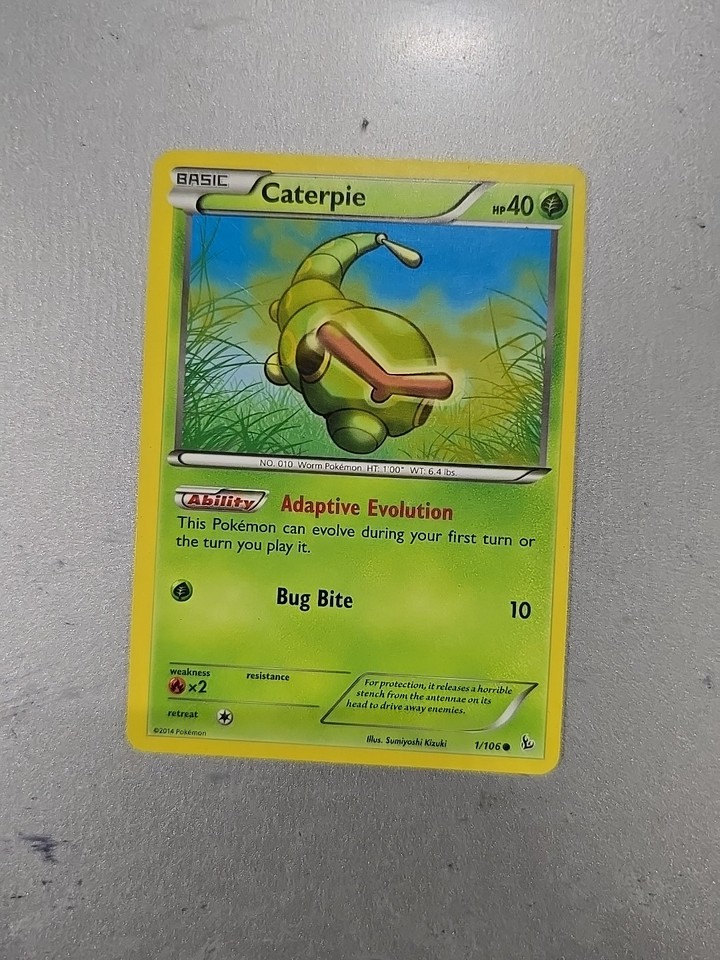 BASIC Caterpie HP40
NO. 010 Worm Pokémon HT: 1'00" WT: 6.4 lbs.
Ability Adaptive Evolution
This Pokémon can evolve during your first turn or
the turn you play it.
Bug Bite 10
weakness resistance
×2
retreat
For protection, it releases a horrible
stench from the antennae on its
head to drive away enemies.
©2014 Pokémon
Illus. Sumiyoshi Kizuki 1/106